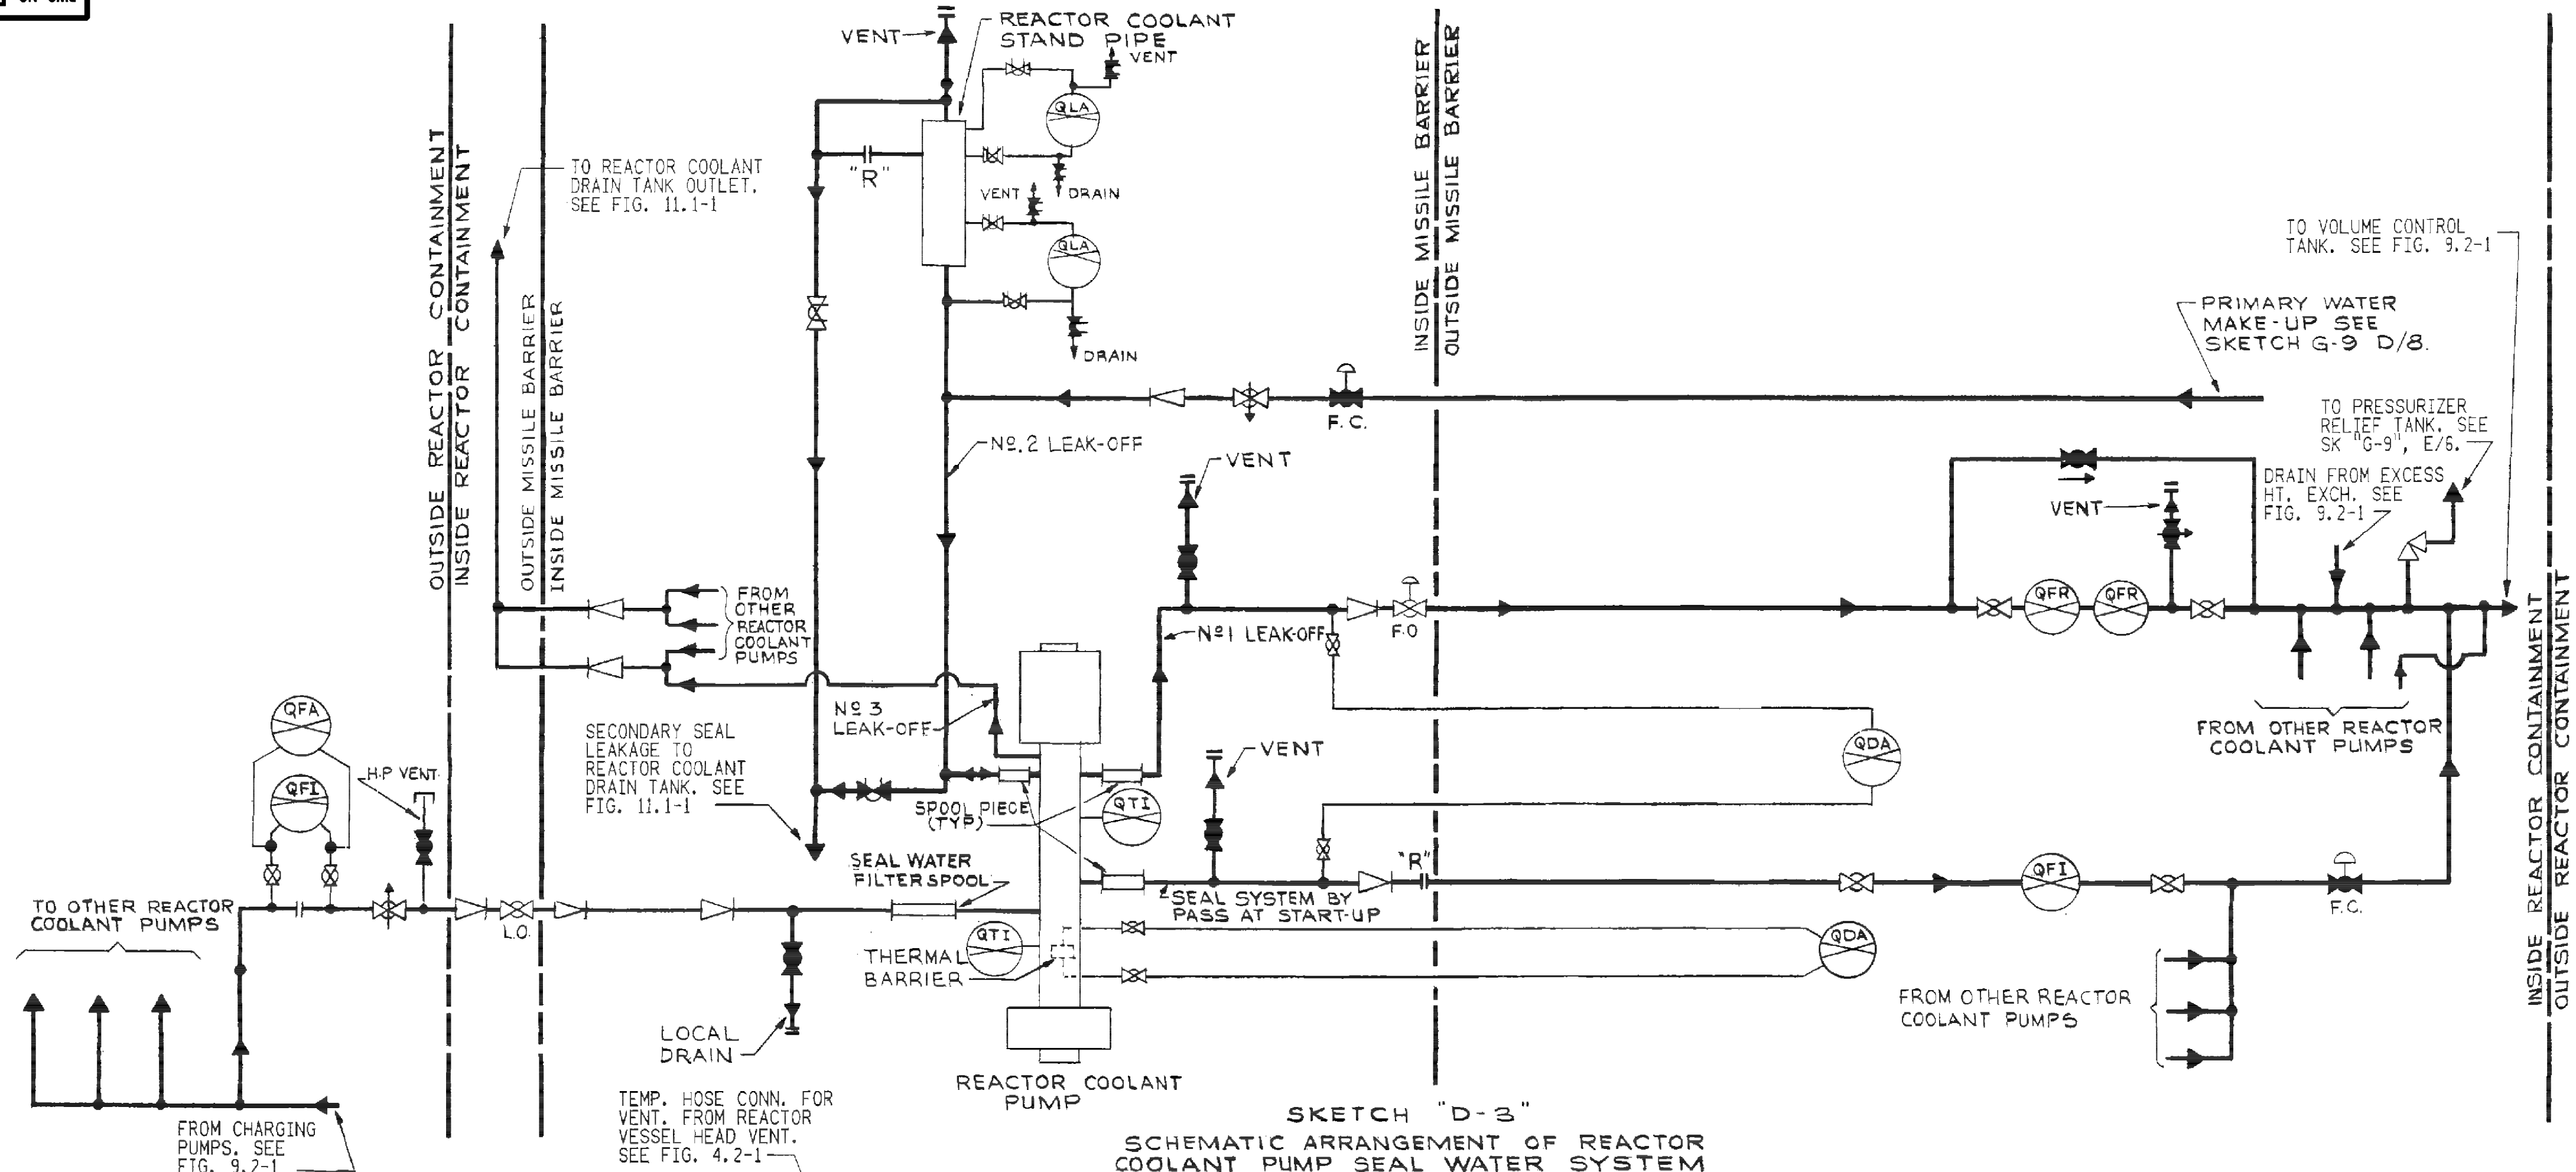 VENT
REACTOR COOLANT
STAND PIPE
VENT
QLA
"R"
VENT
DRAIN
QLA
DRAIN
TO REACTOR COOLANT
DRAIN TANK OUTLET.
SEE FIG. 11.1-1
OUTSIDE REACTOR CONTAINMENT
INSIDE REACTOR CONTAINMENT
OUTSIDE MISSILE BARRIER
INSIDE MISSILE BARRIER
INSIDE MISSILE BARRIER
OUTSIDE MISSILE BARRIER
TO VOLUME CONTROL
TANK. SEE FIG. 9.2-1
PRIMARY WATER
MAKE-UP SEE
SKETCH G-9 D/8.
F.C.
TO PRESSURIZER
RELIEF TANK. SEE
SK "G-9", E/6.
DRAIN FROM EXCESS
HT. EXCH. SEE
FIG. 9.2-1
Nº.2 LEAK-OFF
VENT
VENT
FROM
OTHER
REACTOR
COOLANT
PUMPS
Nº1 LEAK-OFF
F.O
QFR
QFR
Nº 3
LEAK-OFF
FROM OTHER REACTOR
COOLANT PUMPS
QFA
QFI
H.P VENT.
SECONDARY SEAL
LEAKAGE TO
REACTOR COOLANT
DRAIN TANK. SEE
FIG. 11.1-1
SPOOL PIECE
(TYP)
QTI
VENT
QDA
SEAL WATER
FILTER SPOOL
"R"
SEAL SYSTEM BY
PASS AT START-UP
QFI
F.C.
TO OTHER REACTOR
COOLANT PUMPS
L.O.
QTI
THERMAL
BARRIER
QDA
LOCAL
DRAIN
FROM OTHER REACTOR
COOLANT PUMPS
INSIDE REACTOR CONTAINMENT
OUTSIDE REACTOR CONTAINMENT
REACTOR COOLANT
PUMP
FROM CHARGING
PUMPS. SEE
FIG. 9.2-1
TEMP. HOSE CONN. FOR
VENT. FROM REACTOR
VESSEL HEAD VENT.
SEE FIG. 4.2-1
SKETCH "D-3"
SCHEMATIC ARRANGEMENT OF REACTOR
COOLANT PUMP SEAL WATER SYSTEM